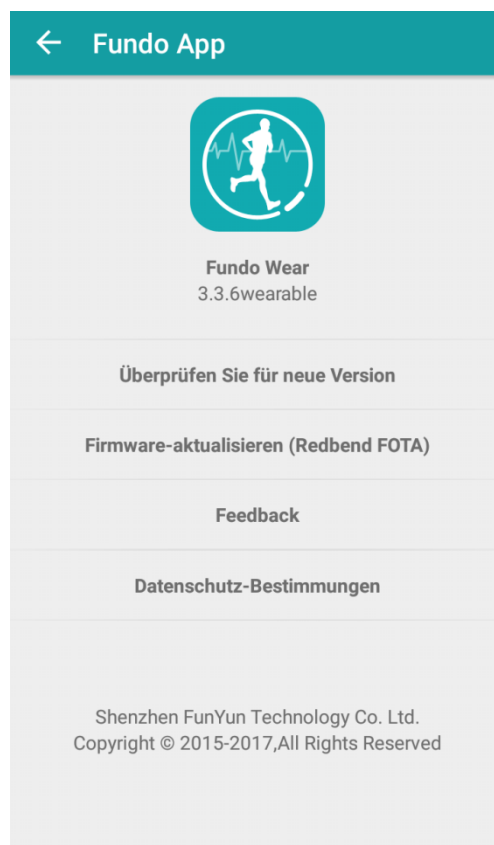 Fundo App
Fundo Wear
3.3.6wearable
Überprüfen Sie für neue Version
Firmware-aktualisieren (Redbend FOTA)
Feedback
Datenschutz-Bestimmungen
Shenzhen FunYun Technology Co. Ltd.
Copyright © 2015-2017,All Rights Reserved